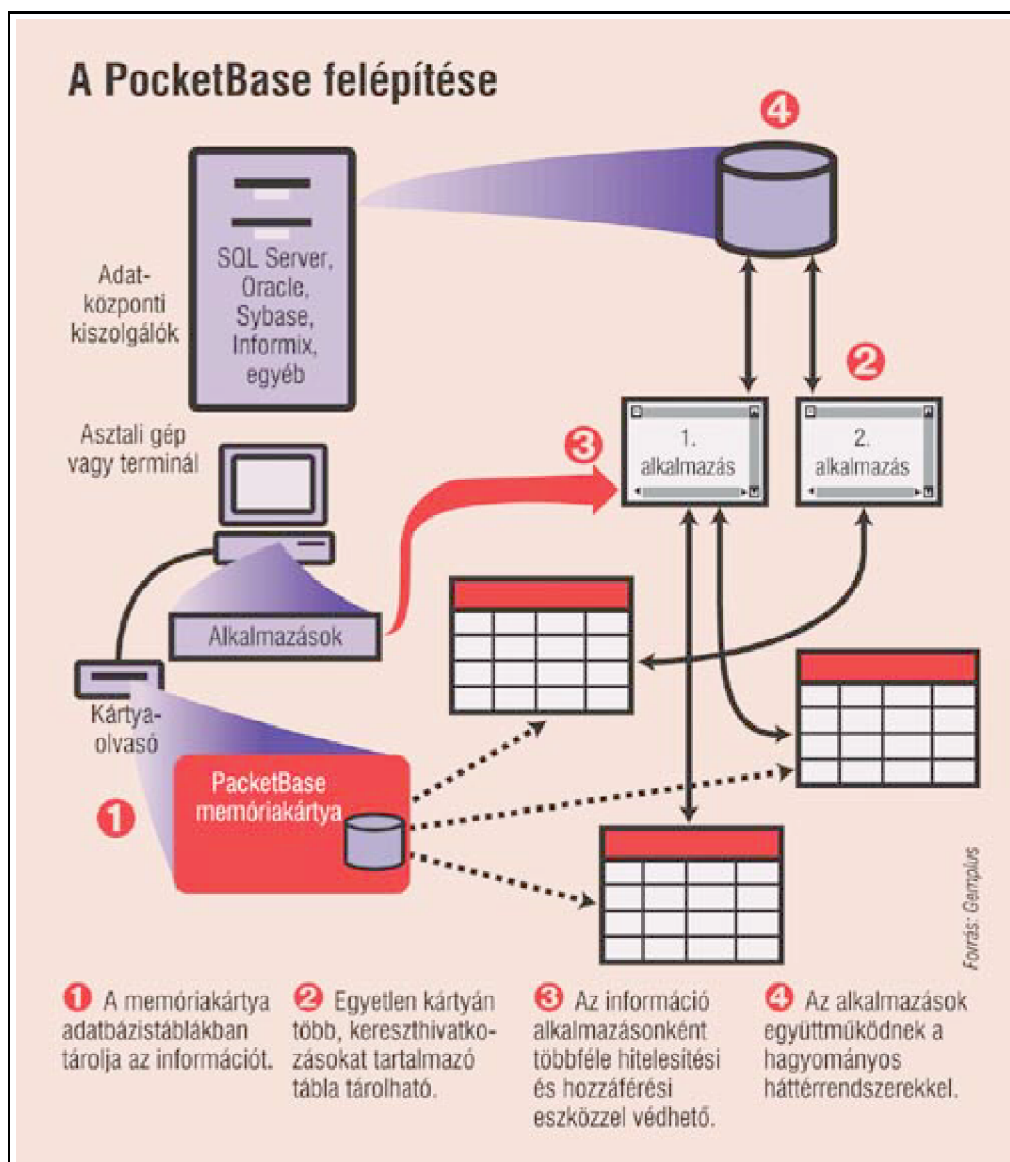 A PocketBase felépítése
4
SQL Server,
Oracle,
Sybase,
Informix,
egyéb
Adat-
központi
kiszolgálók
2
Asztali gép
vagy terminál
3
1.
alkalmazás
2.
alkalmazás
Alkalmazások
Kártya-
olvasó
1
PacketBase
memóriakártya
Forrás: Gemplus
1 A memóriakártya
adatbázistáblákban
tárolja az információt.
2 Egyetlen kártyán
több, kereszthivatko-
zásokat tartalmazó
tábla tárolható.
3 Az információ
alkalmazásonként
többféle hitelesítési
és hozzáférési
eszközzel védhető.
4 Az alkalmazások
együttműködnek a
hagyományos
háttérrendszerekkel.